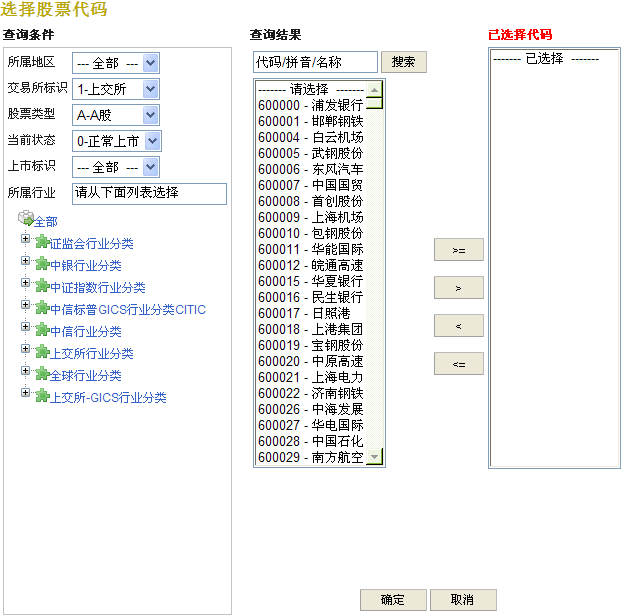 选择股票代码
查询条件
所属地区 --- 全部 ---
交易所标识 1-上交所
股票类型 A-A股
当前状态 0-正常上市
上市标识 --- 全部 ---
所属行业 请从下面列表选择
全部
证监会行业分类
中银行业分类
中证指数行业分类
中信标普GICS行业分类CITIC
中信行业分类
上交所行业分类
全球行业分类
上交所-GICS行业分类
查询结果
代码/拼音/名称 搜索
------- 请选择 -------
600000 - 浦发银行
600001 - 邯郸钢铁
600004 - 白云机场
600005 - 武钢股份
600006 - 东风汽车
600007 - 中国国贸
600008 - 首创股份
600009 - 上海机场
600010 - 包钢股份
600011 - 华能国际
600012 - 皖通高速
600015 - 华夏银行
600016 - 民生银行
600017 - 日照港
600018 - 上港集团
600019 - 宝钢股份
600020 - 中原高速
600021 - 上海电力
600022 - 济南钢铁
600026 - 中海发展
600027 - 华电国际
600028 - 中国石化
600029 - 南方航空
>=
>
<
<=
已选择代码
------- 已选择 -------
确定 取消